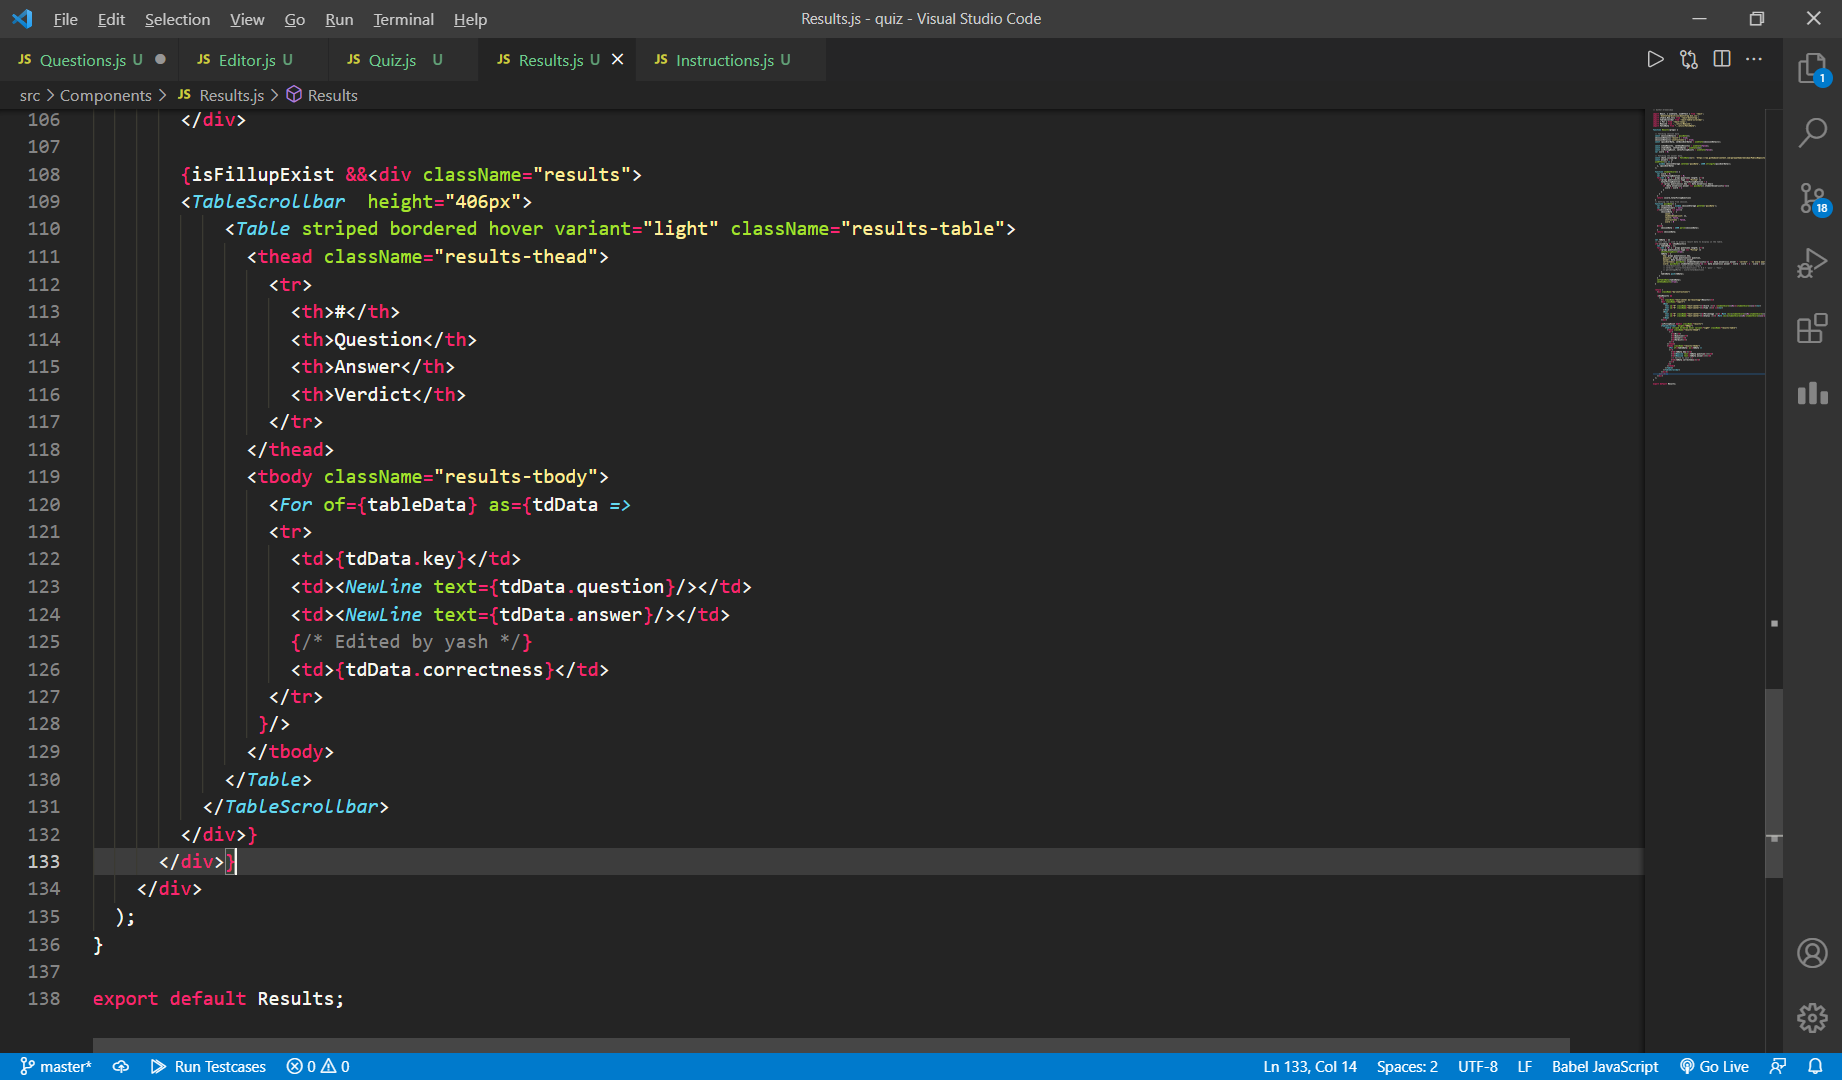 File Edit Selection View Go Run Terminal Help Results.js - quiz - Visual Studio Code
JS Questions.js U JS Editor.js U JS Quiz.js U JS Results.js U JS Instructions.js U
src > Components > JS Results.js > Results
106 </div>
107
108 {isFillupExist &&<div className="results">
109 <TableScrollbar  height="406px">
110 <Table striped bordered hover variant="light" className="results-table">
111 <thead className="results-thead">
112 <tr>
113 <th>#</th>
114 <th>Question</th>
115 <th>Answer</th>
116 <th>Verdict</th>
117 </tr>
118 </thead>
119 <tbody className="results-tbody">
120 <For of={tableData} as={tdData =>
121 <tr>
122 <td>{tdData.key}</td>
123 <td><NewLine text={tdData.question}/></td>
124 <td><NewLine text={tdData.answer}/></td>
125 {/* Edited by yash */}
126 <td>{tdData.correctness}</td>
127 </tr>
128 }/>
129 </tbody>
130 </Table>
131 </TableScrollbar>
132 </div>}
133 </div>}
134 </div>
135 );
136 }
137
138 export default Results;
1
18
master* Run Testcases 0 0 Ln 133, Col 14 Spaces: 2 UTF-8 LF Babel JavaScript Go Live